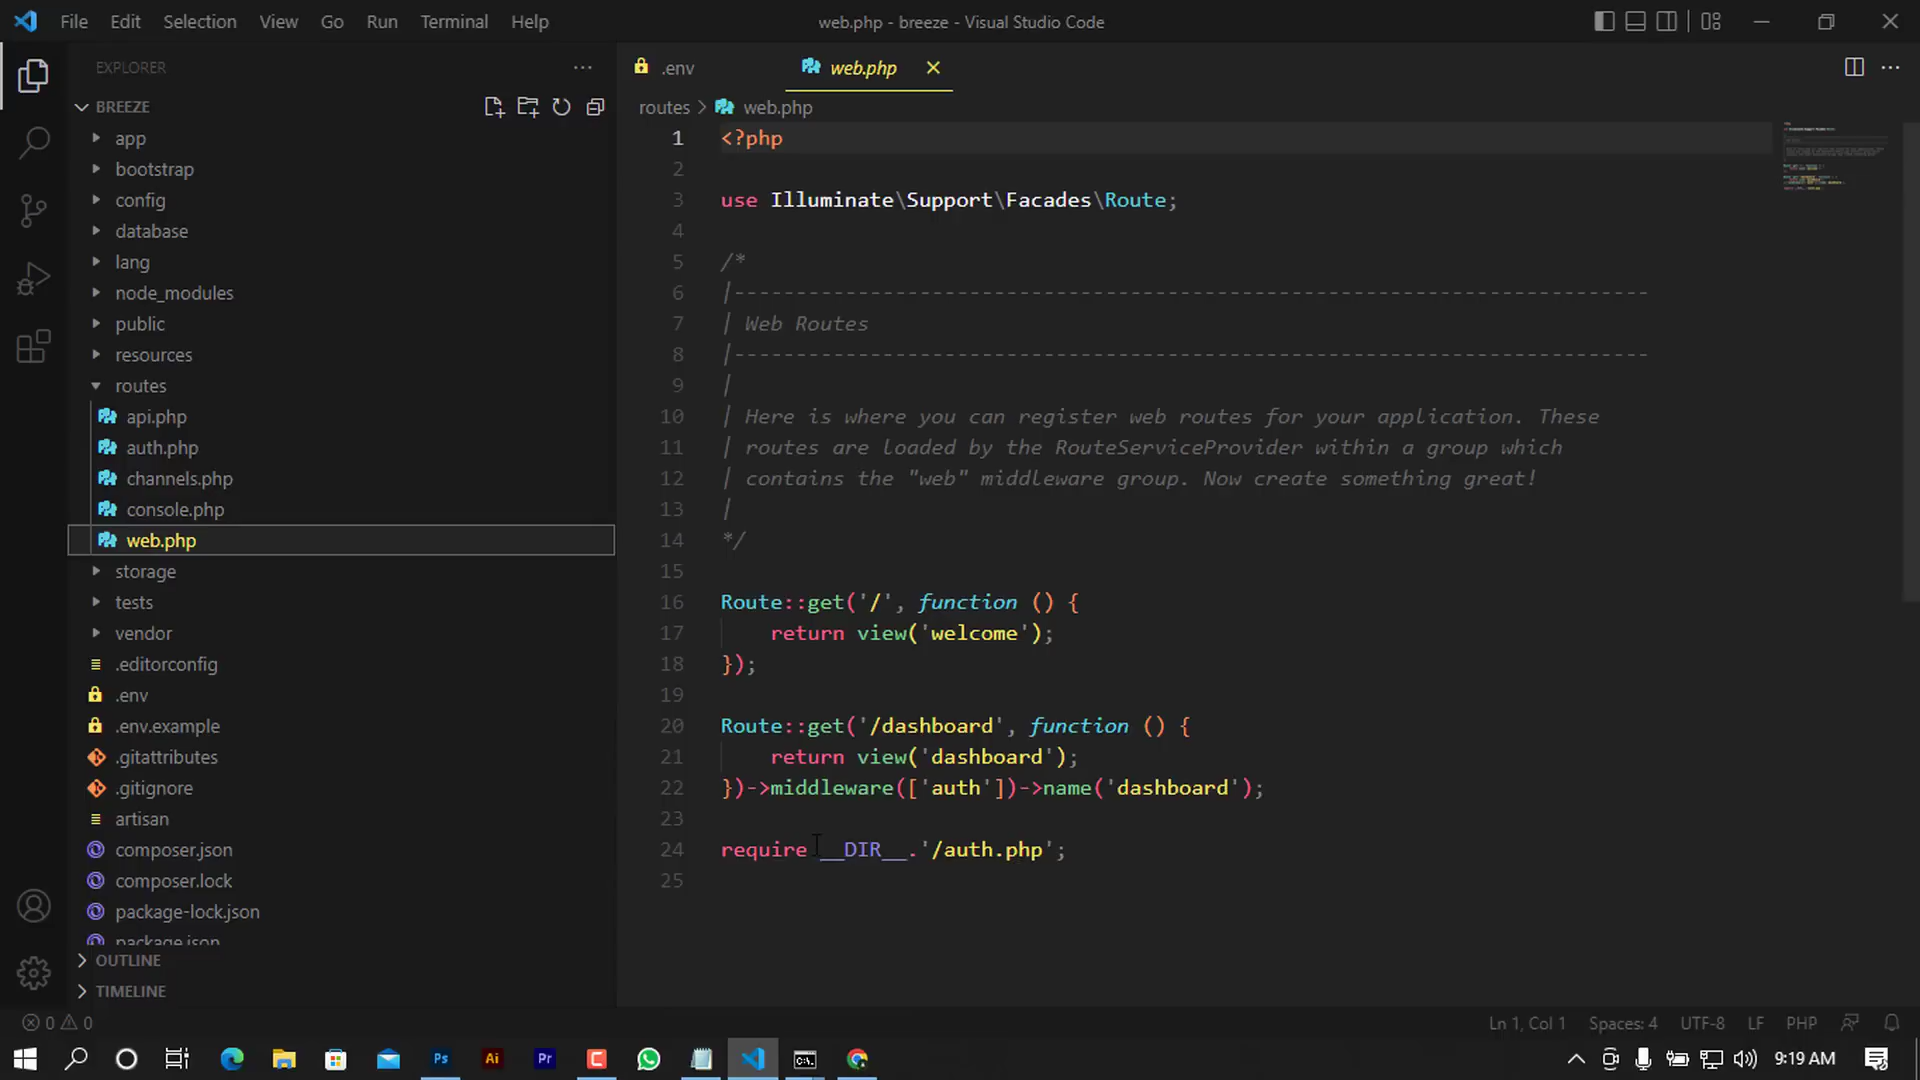 File Edit Selection View Go Run Terminal Help
web.php - breeze - Visual Studio Code
EXPLORER
BREEZE
app
bootstrap
config
database
lang
node_modules
public
resources
routes
api.php
auth.php
channels.php
console.php
web.php
storage
tests
vendor
.editorconfig
.env
.env.example
.gitattributes
.gitignore
artisan
composer.json
composer.lock
package-lock.json
package.json
OUTLINE
TIMELINE
.env
web.php
routes > web.php
1 <?php
2
3 use Illuminate\Support\Facades\Route;
4
5 /*
6 |--------------------------------------------------------------------------
7 | Web Routes
8 |--------------------------------------------------------------------------
9 |
10 | Here is where you can register web routes for your application. These
11 | routes are loaded by the RouteServiceProvider within a group which
12 | contains the "web" middleware group. Now create something great!
13 |
14 */
15
16 Route::get('/', function () {
17     return view('welcome');
18 });
19
20 Route::get('/dashboard', function () {
21     return view('dashboard');
22 })->middleware(['auth'])->name('dashboard');
23
24 require __DIR__.'/auth.php';
25
0 0
Ln 1, Col 1 Spaces: 4 UTF-8 LF PHP
Ps Ai Pr C
9:19 AM